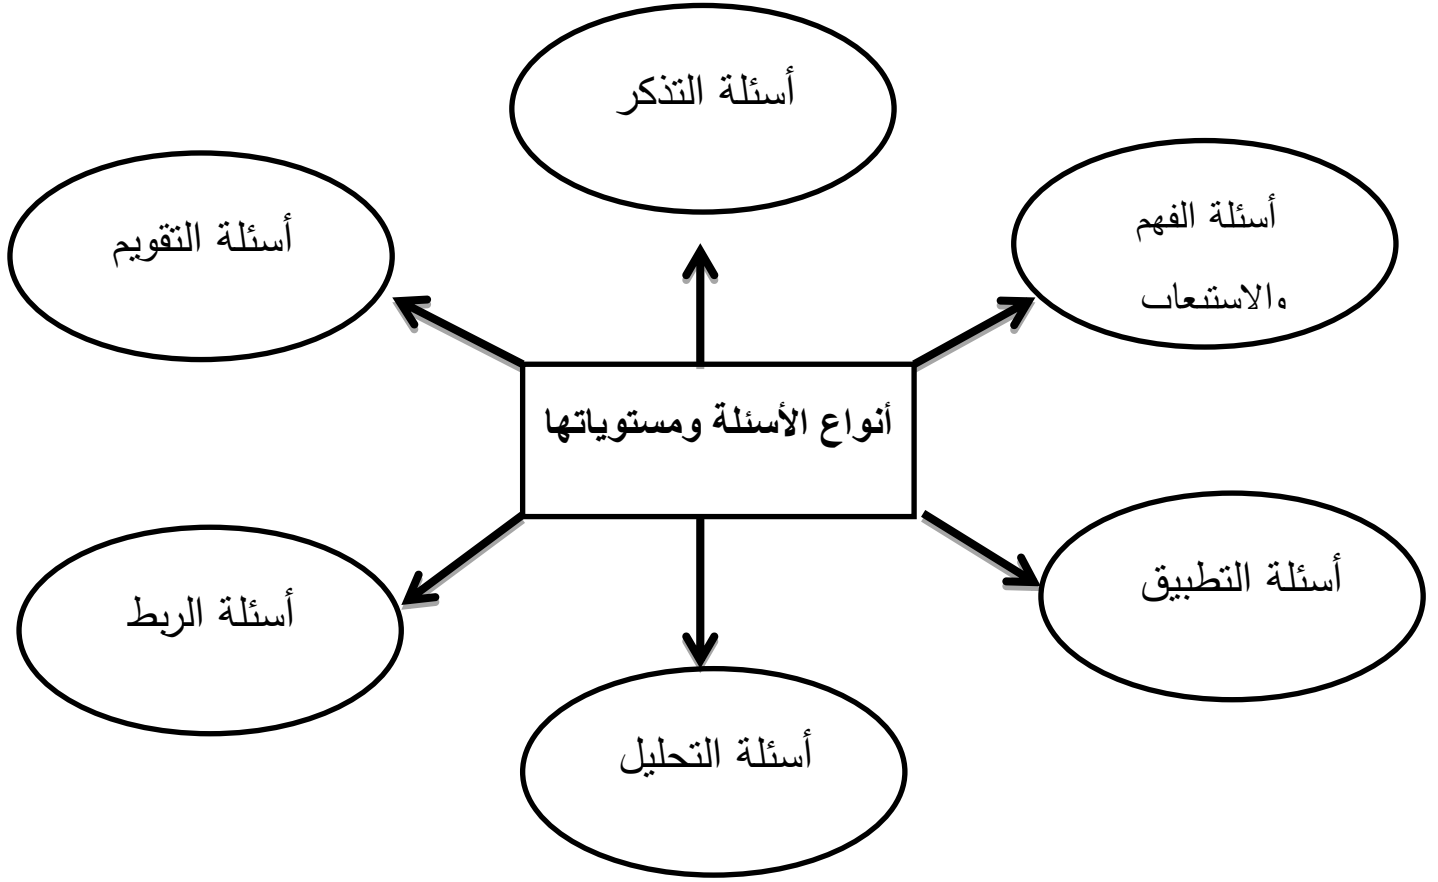 أسئلة التذكر
أسئلة الفهم
والاستيعاب
أسئلة التقويم
أنواع الأسئلة ومستوياتها
أسئلة التطبيق
أسئلة الربط
أسئلة التحليل